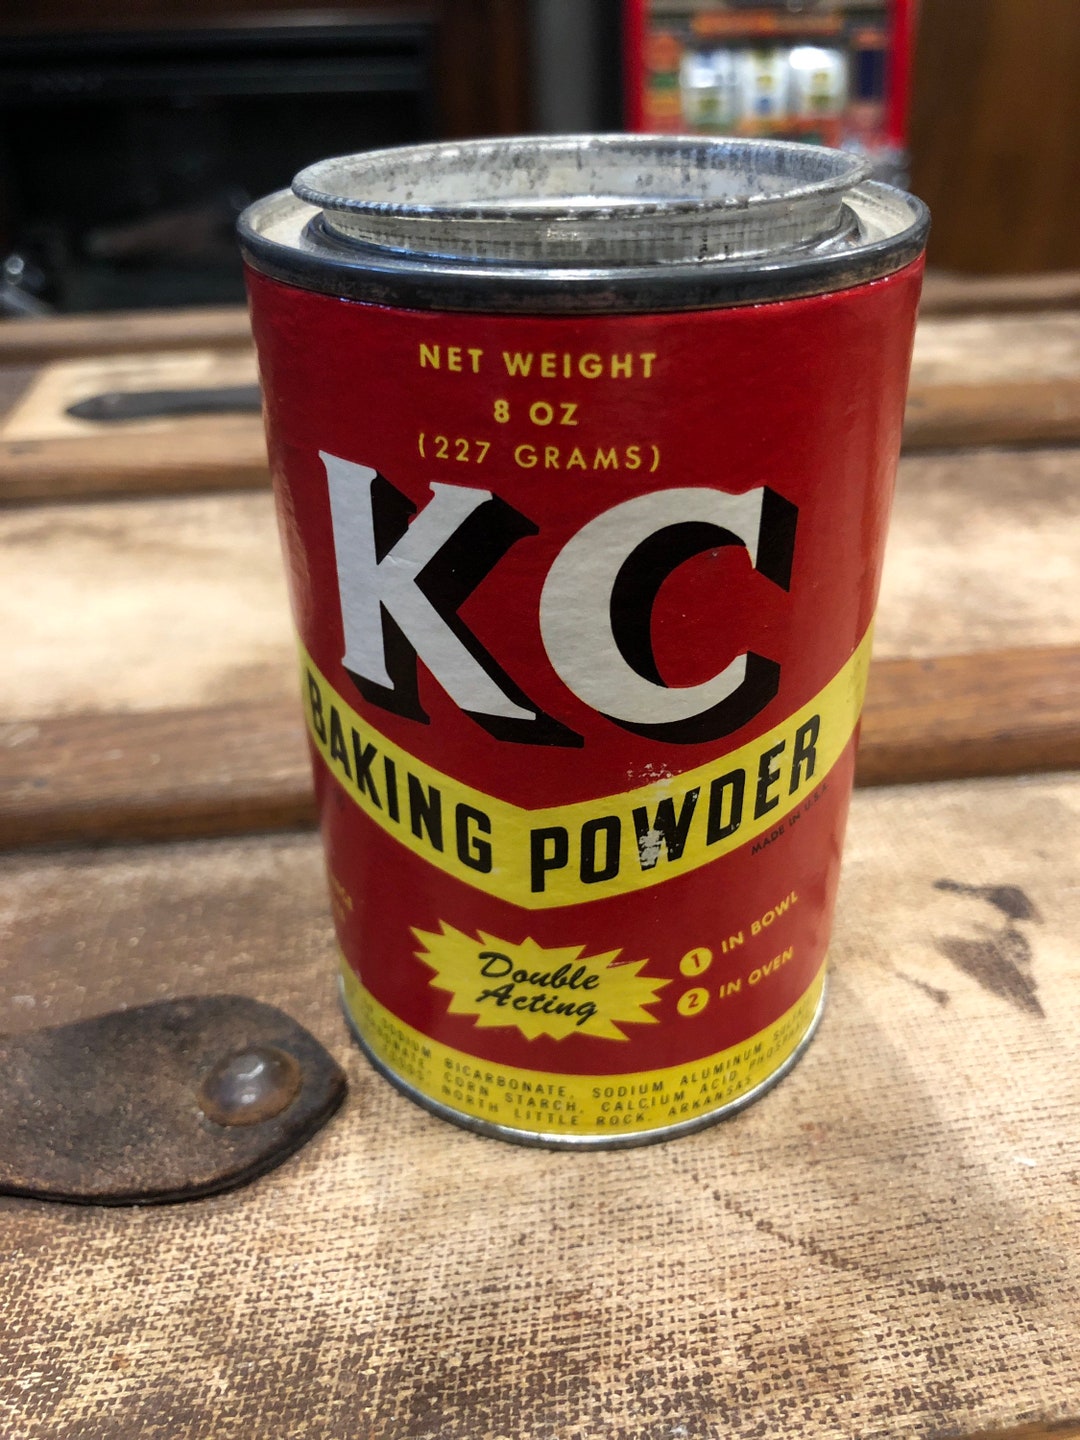 NET WEIGHT
8 OZ
(227 GRAMS)
KC
BAKING POWDER
MADE IN U.S.A.
Double
Acting
1 IN BOWL
2 IN OVEN
SODIUM BICARBONATE, SODIUM ALUMINUM
CORN STARCH, CALCIUM ACID
NORTH LITTLE ROCK, ARKANSAS